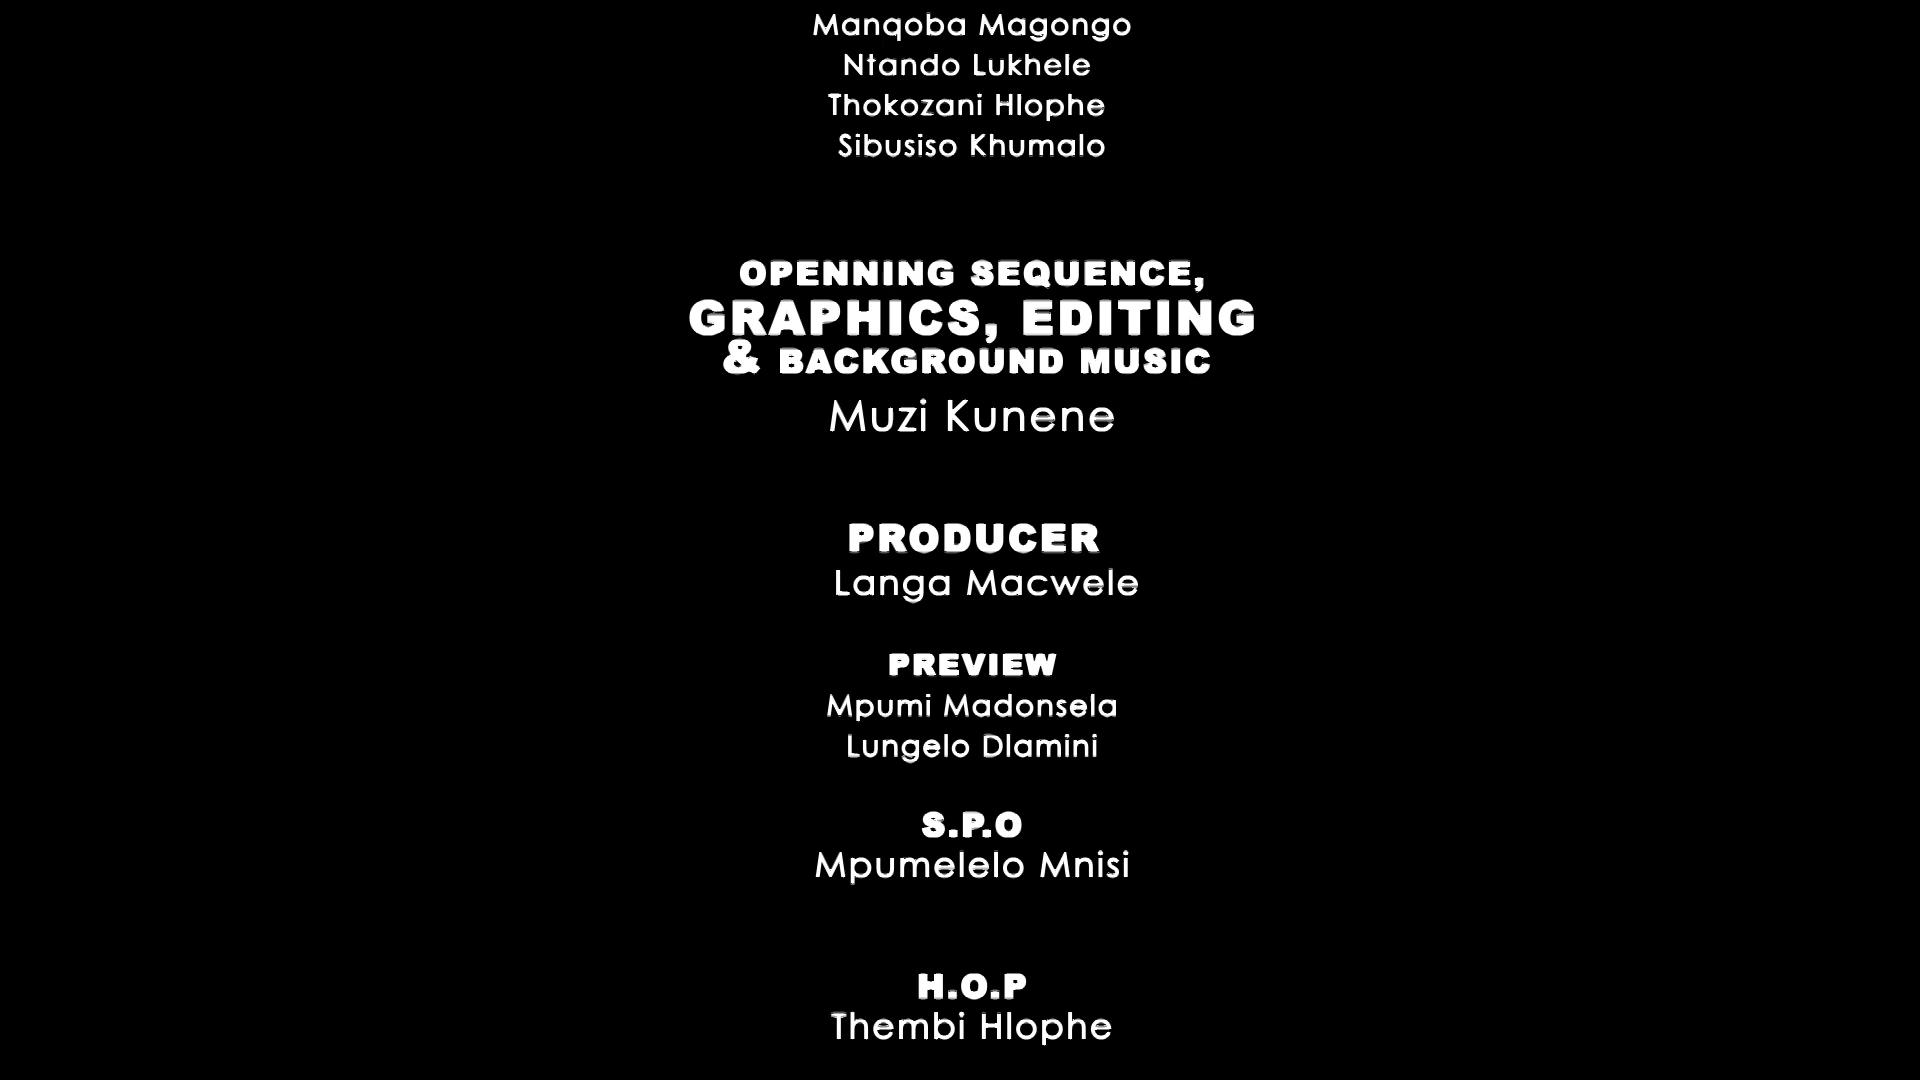 Manqoba Magongo
Ntando Lukhele
Thokozani Hlophe
Sibusiso Khumalo
OPENNING SEQUENCE,
GRAPHICS, EDITING
& BACKGROUND MUSIC
Muzi Kunene
PRODUCER
Langa Macwele
PREVIEW
Mpumi Madonsela
Lungelo Dlamini
S.P.O
Mpumelelo Mnisi
H.O.P
Thembi Hlophe